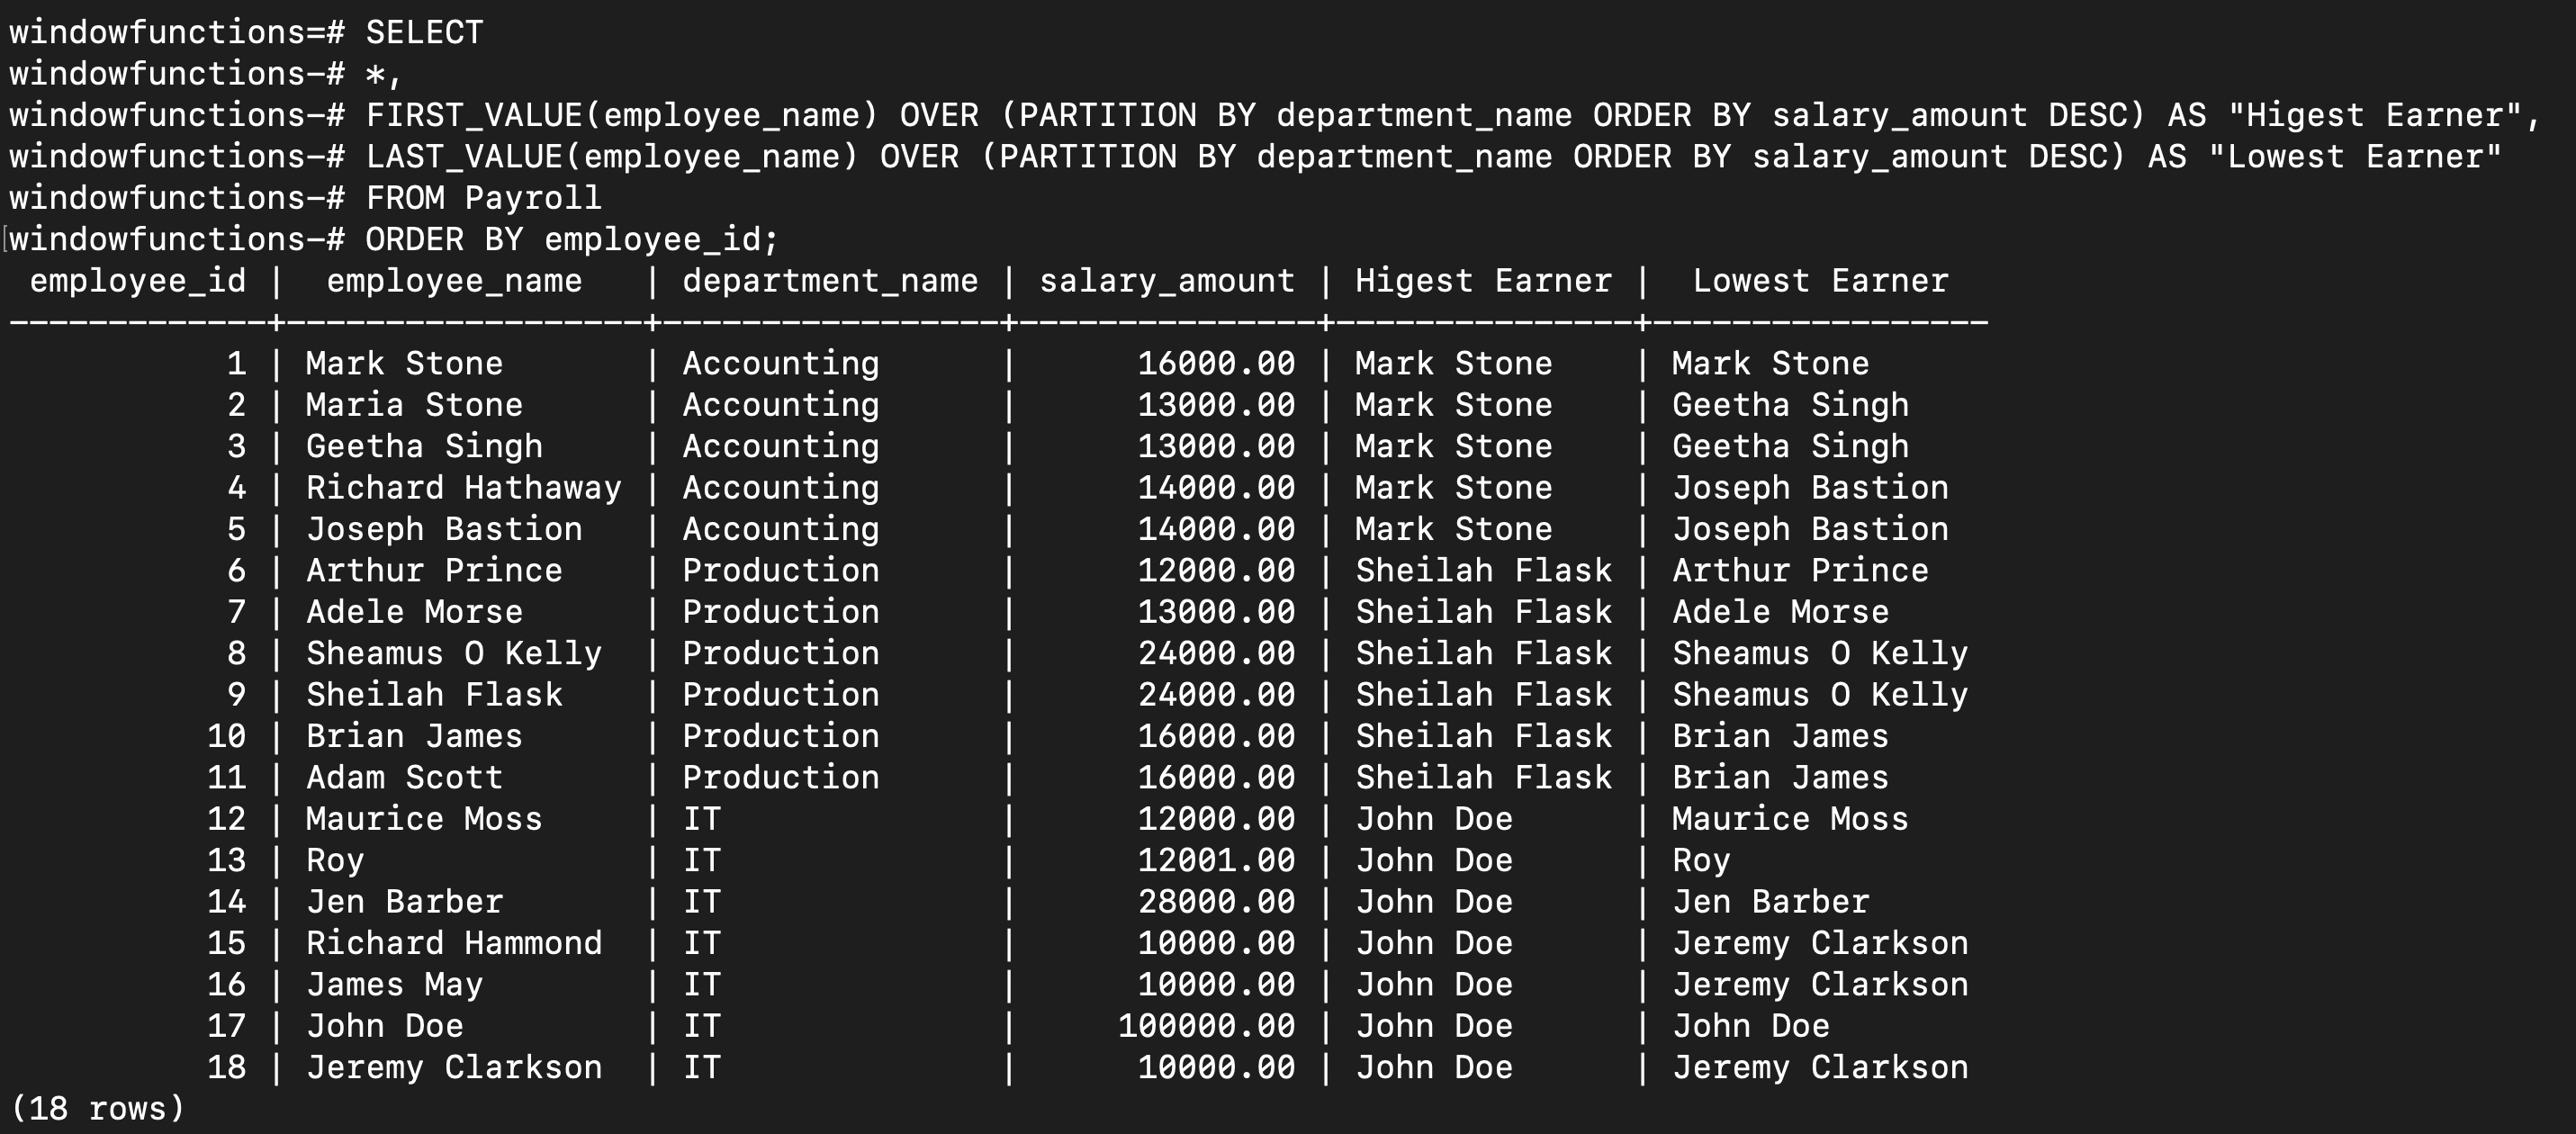 windowfunctions=# SELECT
windowfunctions-# *,
windowfunctions-# FIRST_VALUE(employee_name) OVER (PARTITION BY department_name ORDER BY salary_amount DESC) AS "Higest Earner",
windowfunctions-# LAST_VALUE(employee_name) OVER (PARTITION BY department_name ORDER BY salary_amount DESC) AS "Lowest Earner"
windowfunctions-# FROM Payroll
[windowfunctions-# ORDER BY employee_id;
 employee_id |  employee_name   | department_name | salary_amount | Higest Earner |  Lowest Earner
-------------+------------------+-----------------+---------------+---------------+-----------------
           1 | Mark Stone       | Accounting      |      16000.00 | Mark Stone    | Mark Stone
           2 | Maria Stone      | Accounting      |      13000.00 | Mark Stone    | Geetha Singh
           3 | Geetha Singh     | Accounting      |      13000.00 | Mark Stone    | Geetha Singh
           4 | Richard Hathaway | Accounting      |      14000.00 | Mark Stone    | Joseph Bastion
           5 | Joseph Bastion   | Accounting      |      14000.00 | Mark Stone    | Joseph Bastion
           6 | Arthur Prince    | Production      |      12000.00 | Sheilah Flask | Arthur Prince
           7 | Adele Morse      | Production      |      13000.00 | Sheilah Flask | Adele Morse
           8 | Sheamus O Kelly  | Production      |      24000.00 | Sheilah Flask | Sheamus O Kelly
           9 | Sheilah Flask    | Production      |      24000.00 | Sheilah Flask | Sheamus O Kelly
          10 | Brian James      | Production      |      16000.00 | Sheilah Flask | Brian James
          11 | Adam Scott       | Production      |      16000.00 | Sheilah Flask | Brian James
          12 | Maurice Moss     | IT              |      12000.00 | John Doe      | Maurice Moss
          13 | Roy              | IT              |      12001.00 | John Doe      | Roy
          14 | Jen Barber       | IT              |      28000.00 | John Doe      | Jen Barber
          15 | Richard Hammond  | IT              |      10000.00 | John Doe      | Jeremy Clarkson
          16 | James May        | IT              |      10000.00 | John Doe      | Jeremy Clarkson
          17 | John Doe         | IT              |     100000.00 | John Doe      | John Doe
          18 | Jeremy Clarkson  | IT              |      10000.00 | John Doe      | Jeremy Clarkson
(18 rows)